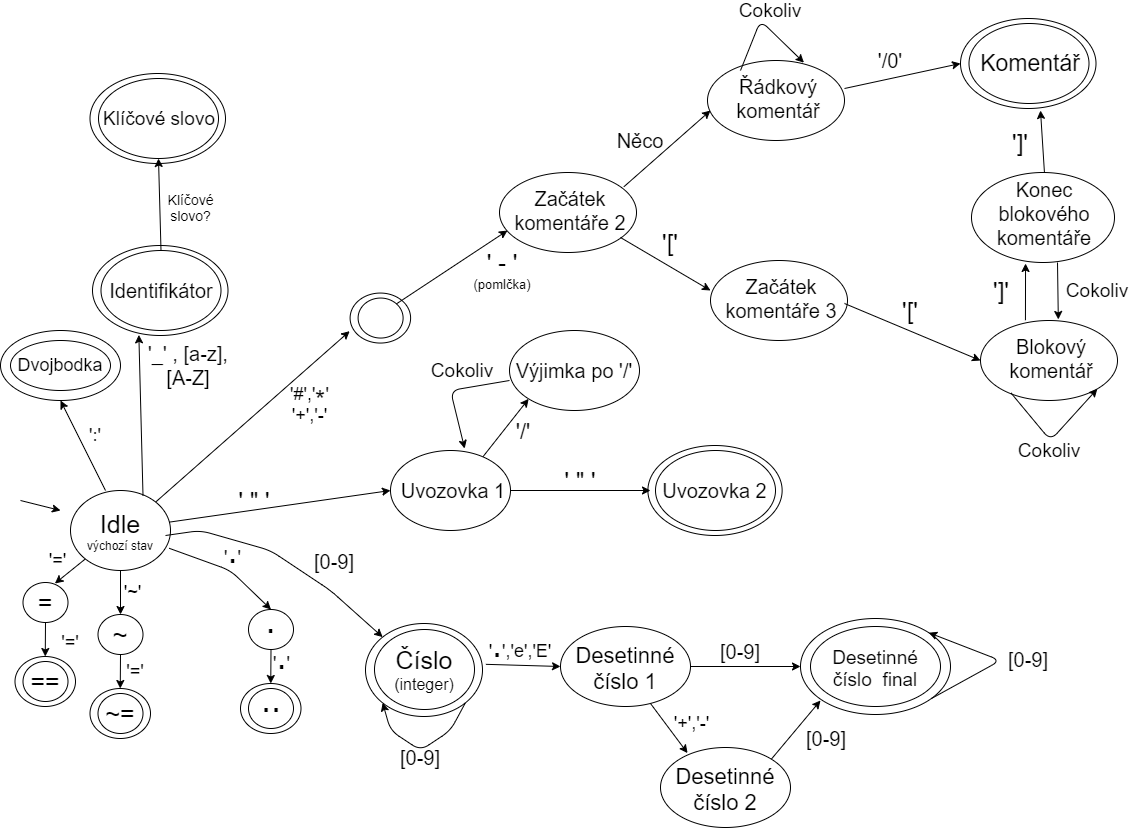 Cokoliv
Řádkový
komentář
'/0'
Komentář
Klíčové slovo
Něco
']'
Klíčové
slovo?
Začátek
komentáře 2
Konec
blokového
komentáře
'['
' - '
(pomlčka)
Identifikátor
Začátek
komentáře 3
'['
']'
Cokoliv
Dvojbodka
'_' , [a-z],
[A-Z]
'#','*'
'+','-'
Cokoliv
Výjimka po '/'
Blokový
komentář
':'
'/'
Cokoliv
' " '
Uvozovka 1
' " '
Uvozovka 2
Idle
výchozí stav
'='
'~'
'.'
[0-9]
=
~
.
'='
'='
'.'
==
~=
..
Číslo
(integer)
[0-9]
'.','e','E'
Desetinné
číslo 1
[0-9]
Desetinné
číslo final
[0-9]
'+','-'
[0-9]
Desetinné
číslo 2